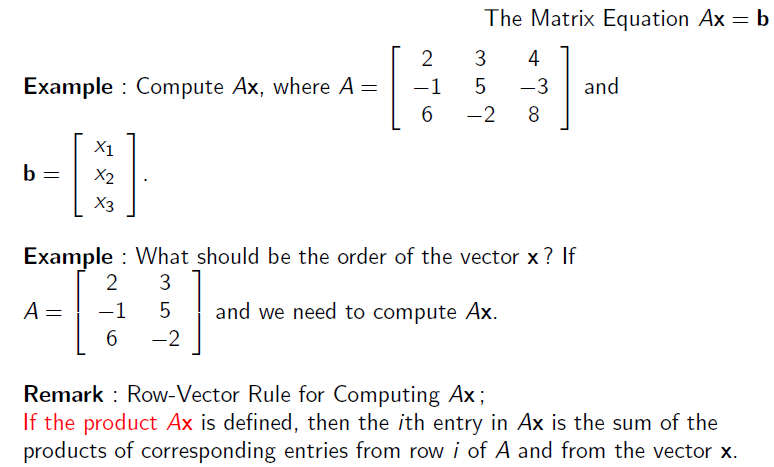 The Matrix Equation Ax = b
Example : Compute Ax, where A = [ 2 3 4
−1 5 −3
6 −2 8 ] and
b = [ x₁
x₂
x₃ ] .
Example : What should be the order of the vector x ? If
A = [ 2 3
−1 5
6 −2 ] and we need to compute Ax.
Remark : Row-Vector Rule for Computing Ax ;
If the product Ax is defined, then the ith entry in Ax is the sum of the
products of corresponding entries from row i of A and from the vector x.